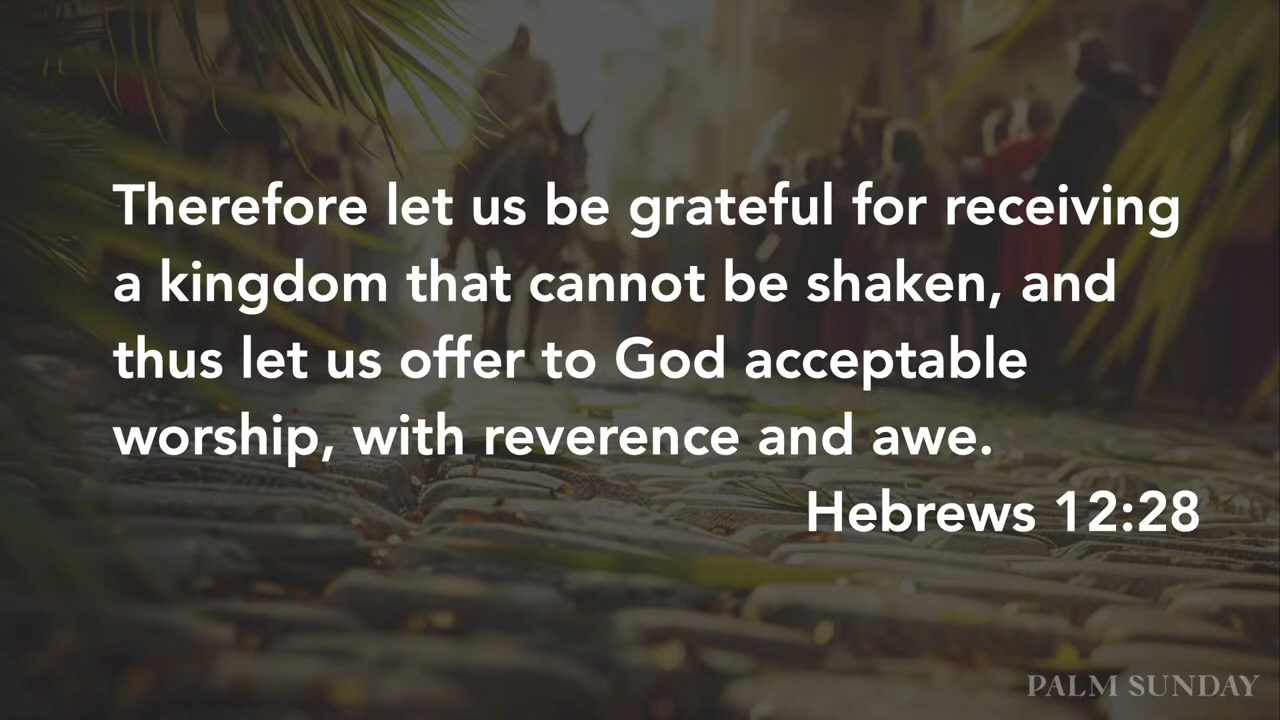 Therefore let us be grateful for receiving
a kingdom that cannot be shaken, and
thus let us offer to God acceptable
worship, with reverence and awe.
Hebrews 12:28
PALM SUNDAY